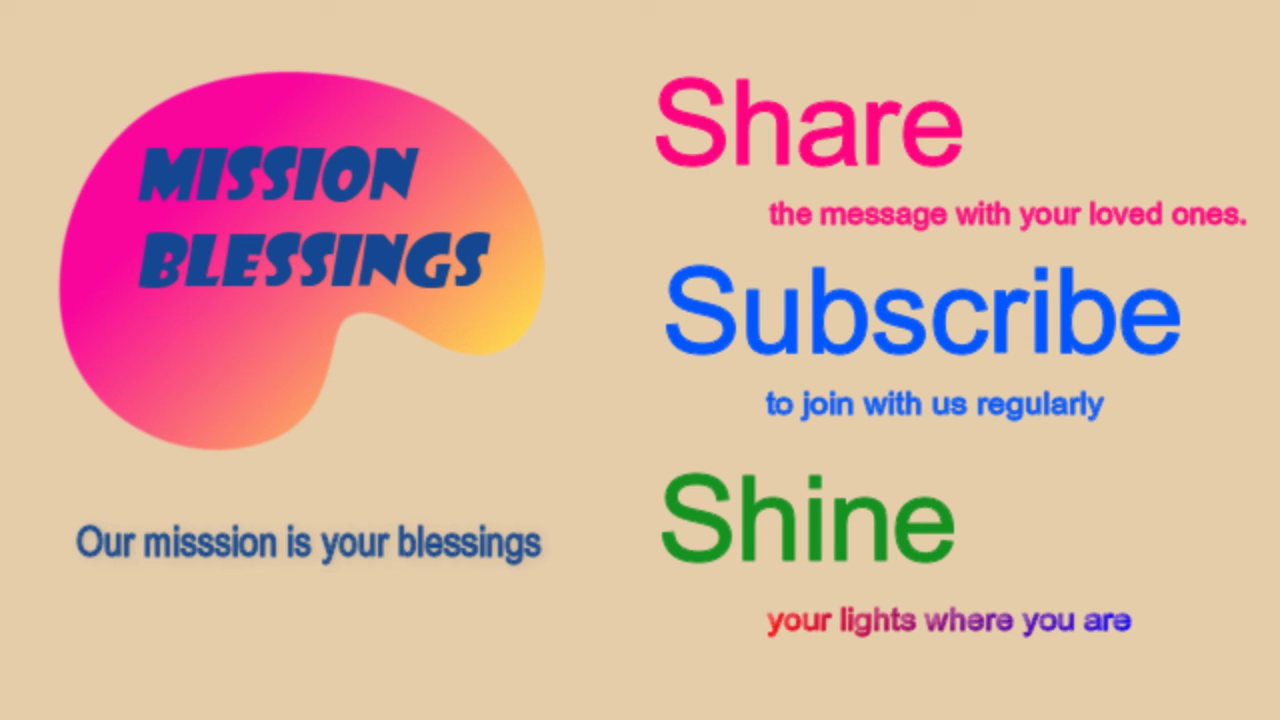 MISSION
BLESSINGS
Our misssion is your blessings
Share
the message with your loved ones.
Subscribe
to join with us regularly
Shine
your lights where you are